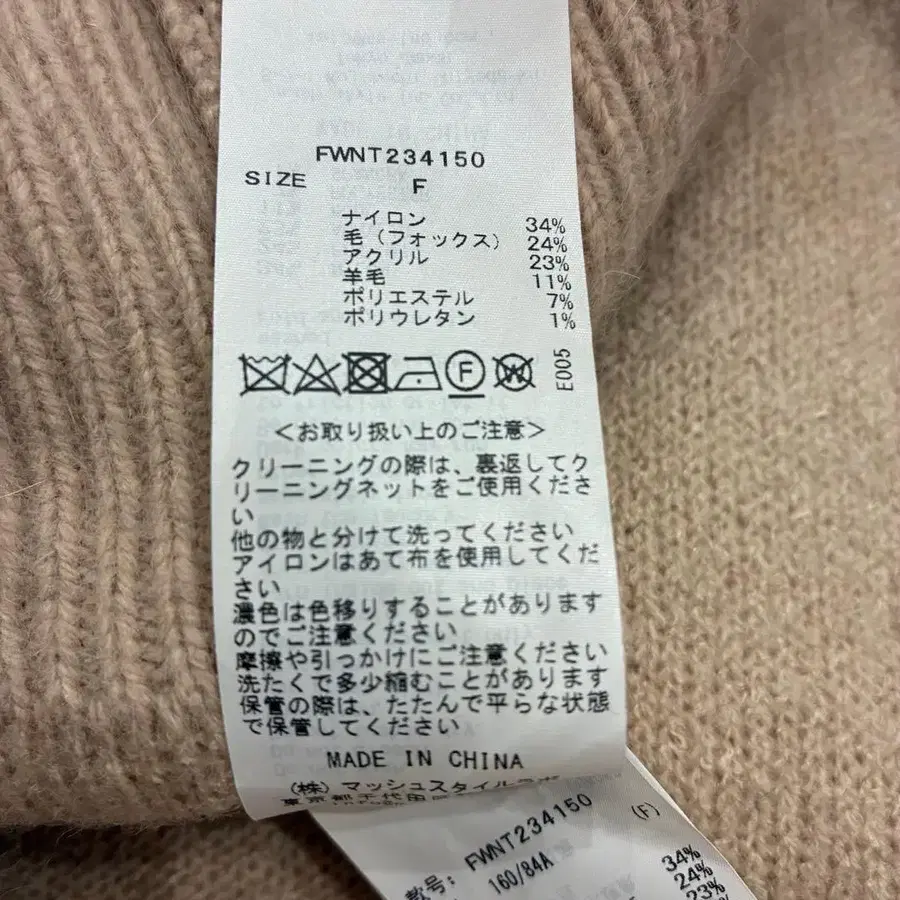 FWNT234150
SIZE F
ナイロン 34%
毛(フォックス) 24%
アクリル 23%
羊毛 11%
ポリエステル 7%
ポリウレタン 1%
F W E005
<お取り扱い上のご注意>
クリーニングの際は、裏返してク
リーニングネットをご使用くださ
い
他の物と分けて洗ってください
アイロンはあて布を使用してくだ
さい
濃色は色移りすることがあります
のでご注意ください
摩擦や引っかけにご注意ください
洗たくで多少縮むことがあります
保管の際は、たたんで平らな状態
で保管してください
MADE IN CHINA
(株)マッシュスタイルラボ
東京都千代田
款号: FWNT234150 (F)
160/84A 34%
24%
23%